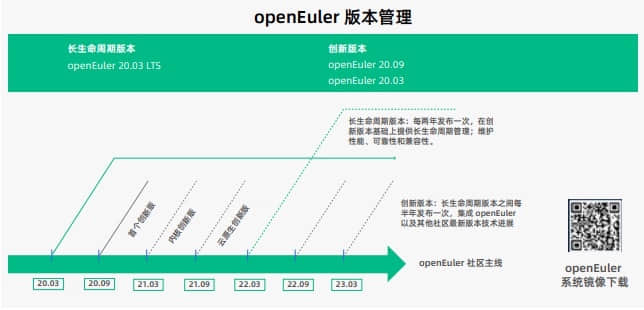 openEuler 版本管理
长生命周期版本
openEuler 20.03 LTS
创新版本
openEuler 20.09
openEuler 20.03
长生命周期版本：每两年发布一次，在创
新版本基础上提供长生命周期管理；维护
性能、可靠性和兼容性。
首个创新版
内核创新版
云原生创新版
创新版本：长生命周期版本之间每
半年发布一次，集成 openEuler
以及其他社区最新版本技术进展
openEuler 社区主线
20.03
20.09
21.03
21.09
22.03
22.09
23.03
openEuler
系统镜像下载